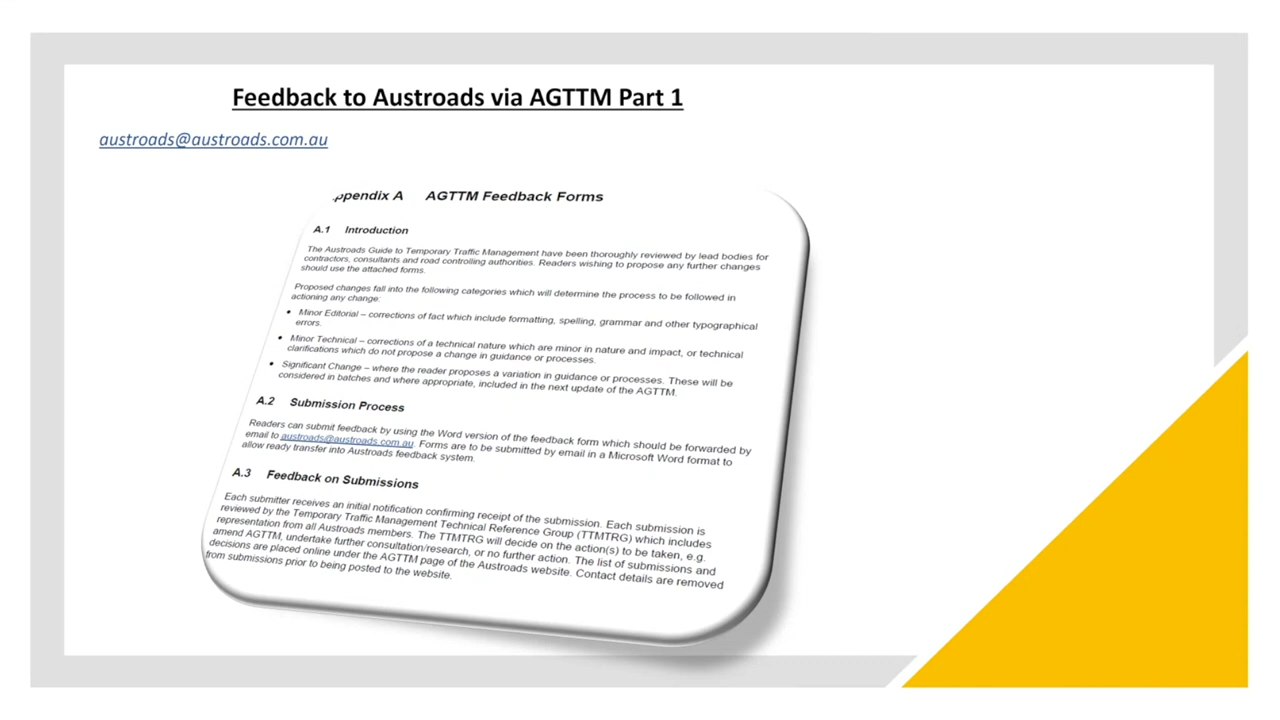 Feedback to Austroads via AGTTM Part 1
austroads@austroads.com.au
ppendix A AGTTM Feedback Forms
A.1 Introduction
The Austroads Guide to Temporary Traffic Management have been thoroughly reviewed by lead bodies for
contractors, consultants and road controlling authorities. Readers wishing to propose any further changes
should use the attached forms.
Proposed changes fall into the following categories which will determine the process to be followed in
actioning any change:
• Minor Editorial – corrections of fact which include formatting, spelling, grammar and other typographical
errors.
• Minor Technical – corrections of a technical nature which are minor in nature and impact, or technical
clarifications which do not propose a change in guidance or processes.
• Significant Change – where the reader proposes a variation in guidance or processes. These will be
considered in batches and where appropriate, included in the next update of the AGTTM.
A.2 Submission Process
Readers can submit feedback by using the Word version of the feedback form which should be forwarded by
email to austroads@austroads.com.au. Forms are to be submitted by email in a Microsoft Word format to
allow ready transfer into Austroads feedback system.
A.3 Feedback on Submissions
Each submitter receives an initial notification confirming receipt of the submission. Each submission is
reviewed by the Temporary Traffic Management Technical Reference Group (TTMTRG) which includes
representation from all Austroads members. The TTMTRG will decide on the action(s) to be taken, e.g.
amend AGTTM, undertake further consultation/research, or no further action. The list of submissions and
decisions are placed online under the AGTTM page of the Austroads website. Contact details are removed
from submissions prior to being posted to the website.